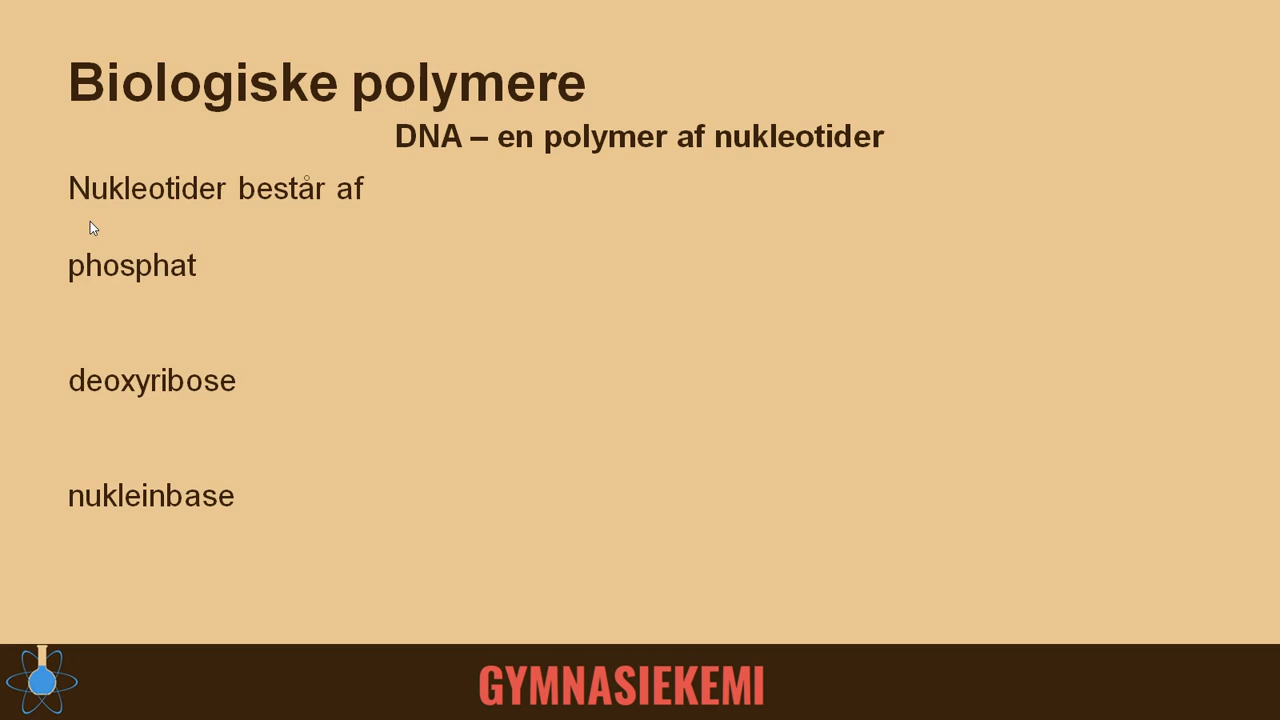 Biologiske polymere
DNA – en polymer af nukleotider
Nukleotider består af
phosphat
deoxyribose
nukleinbase
GYMNASIEKEMI